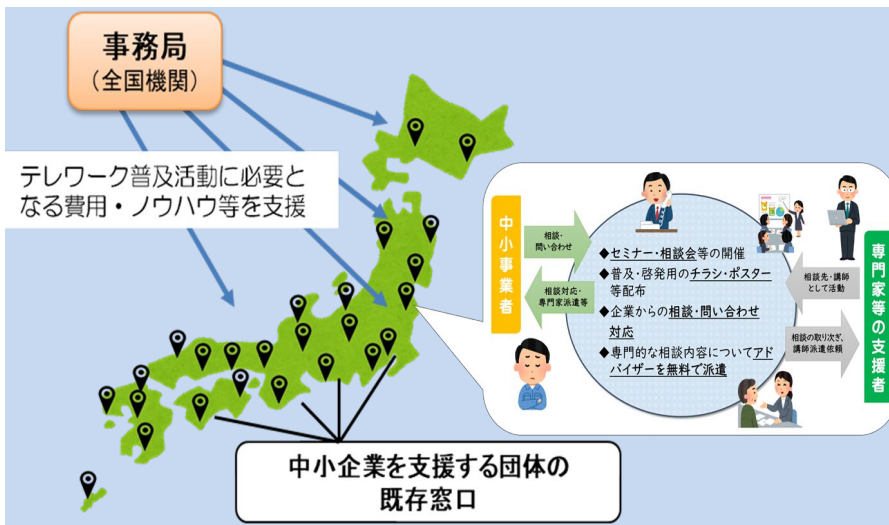 事務局
(全国機関)
テレワーク普及活動に必要と
なる費用・ノウハウ等を支援
中小事業者
相談・
問い合わせ
相談対応・
専門家派遣等
◆セミナー・相談会等の開催
◆普及・啓発用のチラシ・ポスター
等配布
◆企業からの相談・問い合わせ
対応
◆専門的な相談内容についてアド
バイザーを無料で派遣
相談先・講師
として活動
相談の取り次ぎ、
講師派遣依頼
専門家等の支援者
中小企業を支援する団体の
既存窓口